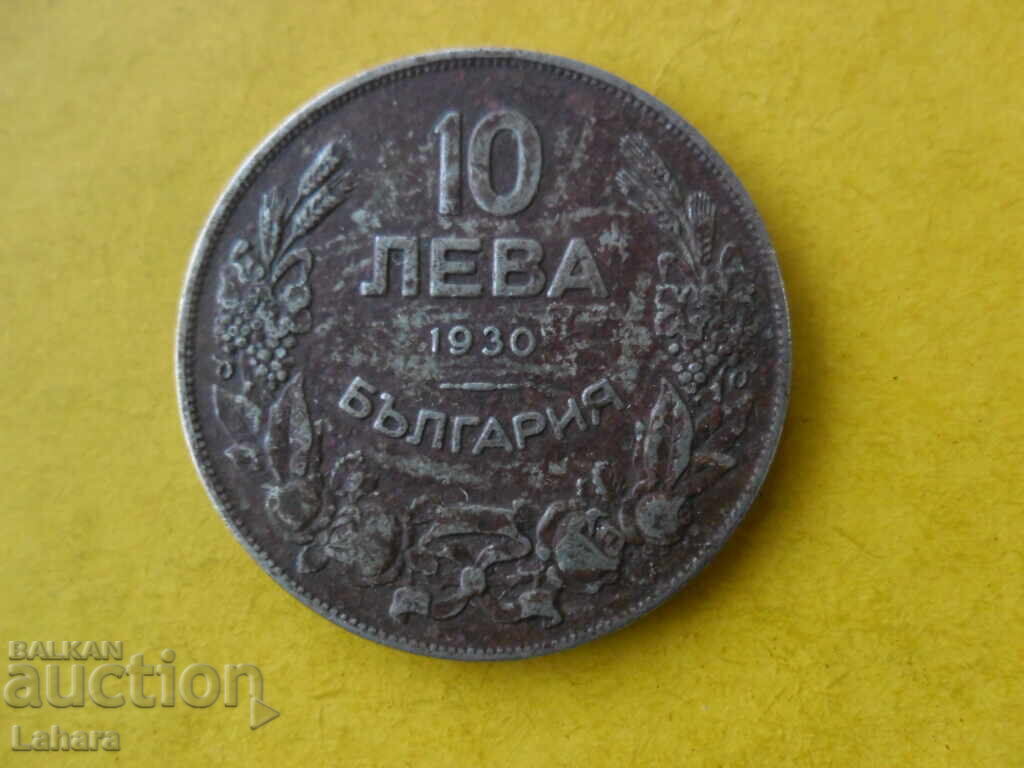 10
ЛЕВА
1930
БЪЛГАРИЯ
BALKAN
auction
Lahara